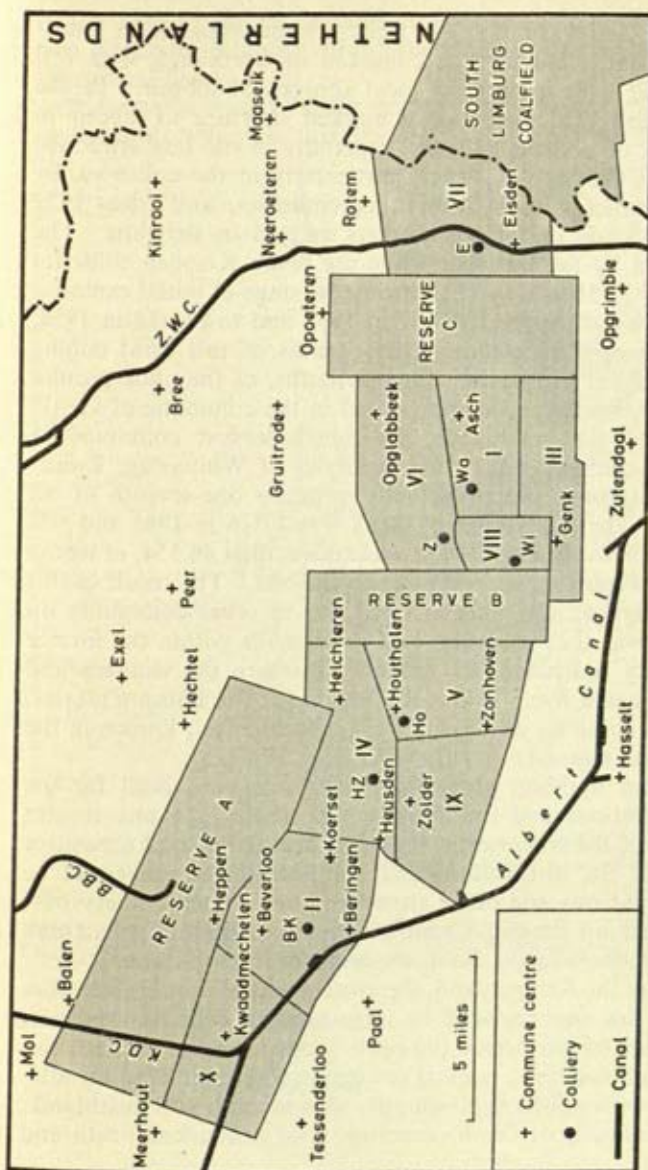 NETHERLANDS
Mol
Balen
KDC
BBC
Meerhout
X
Kwaadmechelen
Tessenderloo
RESERVE A
Heppen
Beverloo
BK
II
Beringen
Paal
Koersel
Heusden
HZ
IV
Hechtel
Exel
Peer
Helchteren
Houthalen
Ho
V
Zonhoven
Zolder
IX
RESERVE B
Z
VI
Opglabbeek
Wa
I
Asch
VIII
Wi
Genk
III
Bree
Gruitrode
Z.W.C.
Opoeteren
RESERVE
C
Kinrooi
Neeroeteren
Maaseik
Rotem
VII
E
Eisden
SOUTH
LIMBURG
COALFIELD
Opgrimbie
Zutendaal
Albert Canal
Hasselt
5 miles
+ Commune centre
● Colliery
Canal